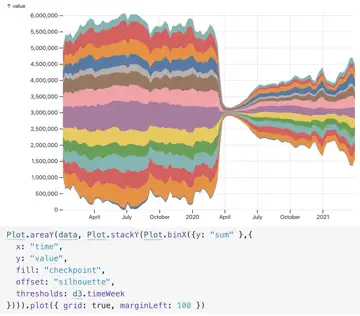 ↑ value
6,000,000
5,500,000
5,000,000
4,500,000
4,000,000
3,500,000
3,000,000
2,500,000
2,000,000
1,500,000
1,000,000
500,000
0
April July October 2020 April July October 2021
Plot.areaY(data, Plot.stackY(Plot.binX({y: "sum" },{
x: "time",
y: "value",
fill: "checkpoint",
offset: "silhouette",
thresholds: d3.timeWeek
}))).plot({ grid: true, marginLeft: 100 })